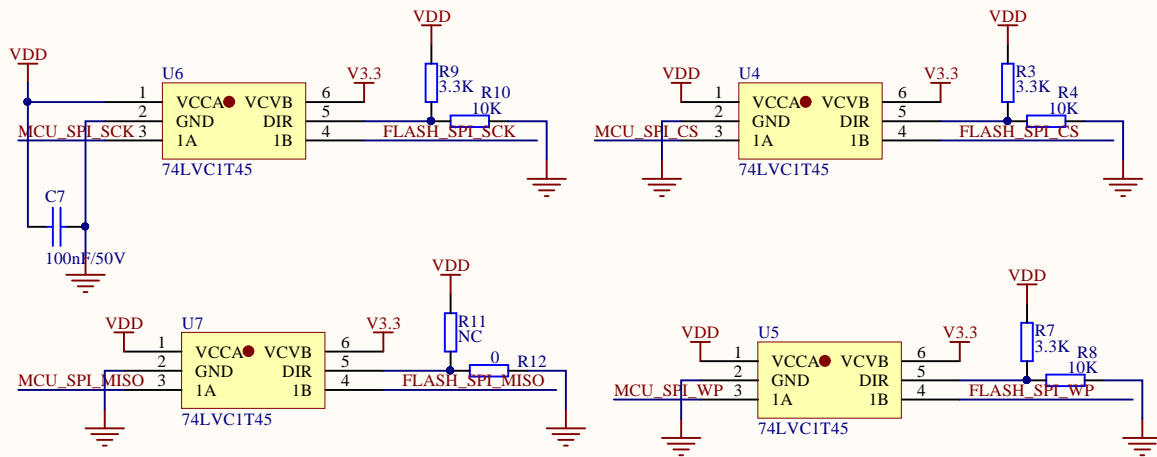 VDD
VDD
U6
V3.3
R9
3.3K
R10
10K
1
VCCA
VCVB
6
2
GND
DIR
5
MCU_SPI_SCK
3
1A
1B
4
FLASH_SPI_SCK
74LVC1T45
C7
100nF/50V
VDD
VDD
U4
V3.3
R3
3.3K
R4
10K
1
VCCA
VCVB
6
2
GND
DIR
5
MCU_SPI_CS
3
1A
1B
4
FLASH_SPI_CS
74LVC1T45
VDD
VDD
U7
V3.3
R11
NC
0
R12
1
VCCA
VCVB
6
2
GND
DIR
5
MCU_SPI_MISO
3
1A
1B
4
FLASH_SPI_MISO
74LVC1T45
VDD
VDD
U5
V3.3
R7
3.3K
R8
10K
1
VCCA
VCVB
6
2
GND
DIR
5
MCU_SPI_WP
3
1A
1B
4
FLASH_SPI_WP
74LVC1T45